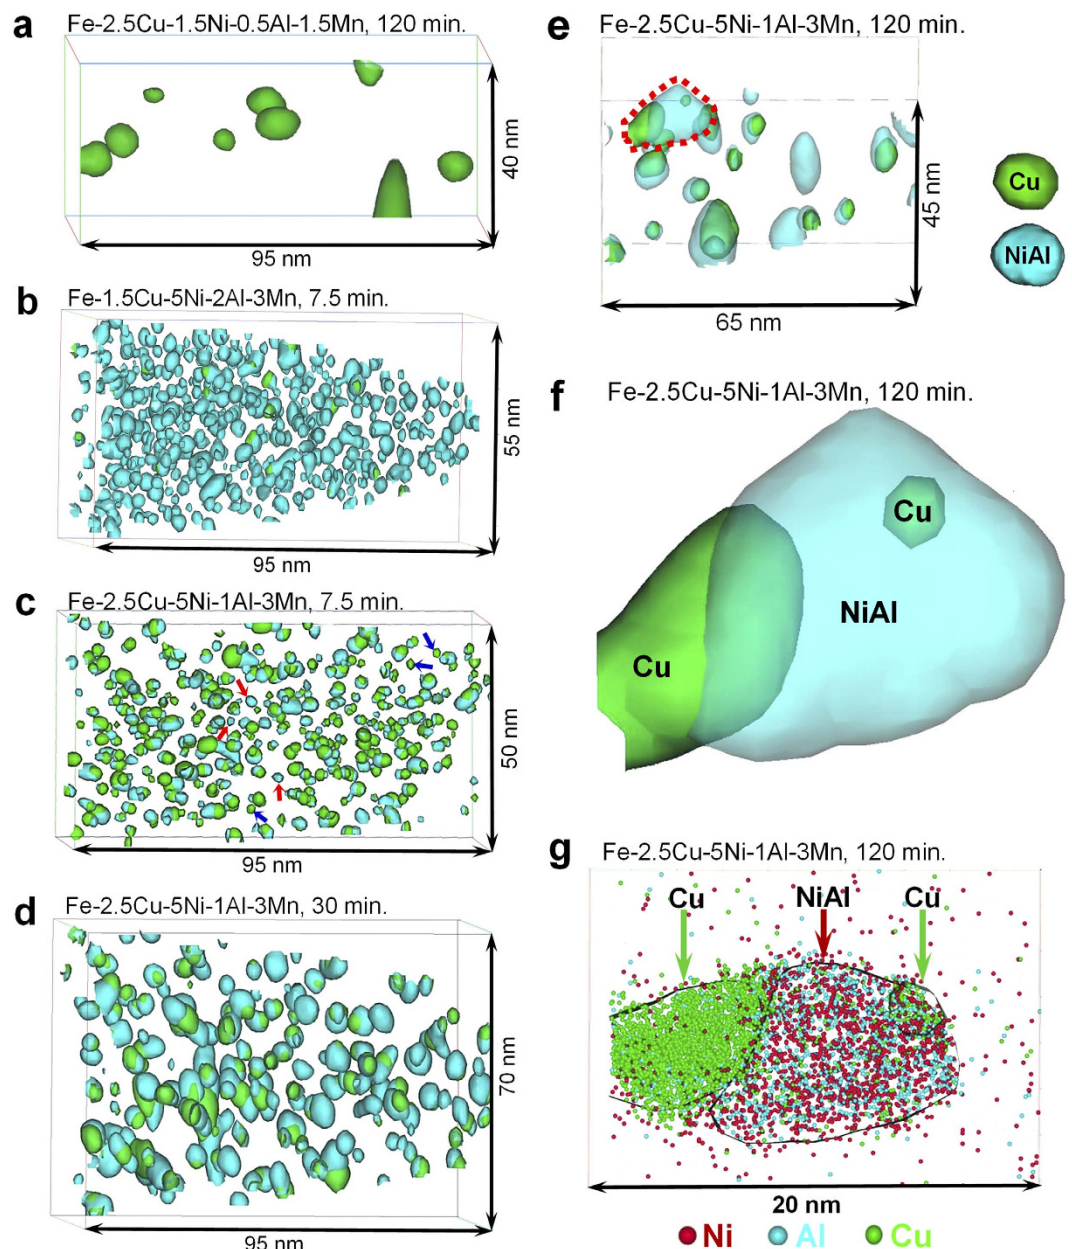 a Fe-2.5Cu-1.5Ni-0.5Al-1.5Mn, 120 min.
40 nm
95 nm
b Fe-1.5Cu-5Ni-2Al-3Mn, 7.5 min.
55 nm
95 nm
c Fe-2.5Cu-5Ni-1Al-3Mn, 7.5 min.
50 nm
95 nm
d Fe-2.5Cu-5Ni-1Al-3Mn, 30 min.
70 nm
95 nm
e Fe-2.5Cu-5Ni-1Al-3Mn, 120 min.
45 nm
65 nm
Cu
NiAl
f Fe-2.5Cu-5Ni-1Al-3Mn, 120 min.
Cu
NiAl
Cu
g Fe-2.5Cu-5Ni-1Al-3Mn, 120 min.
Cu NiAl Cu
20 nm
Ni Al Cu